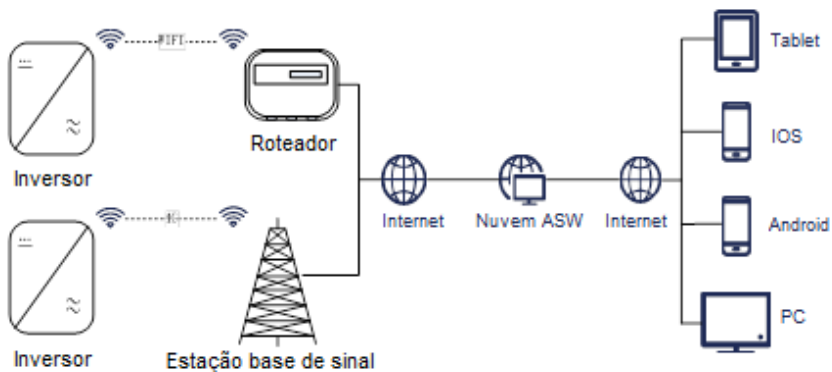 WIFI
Tablet
Roteador
IOS
Inversor
Internet
Nuvem ASW
Internet
Android
PC
Inversor
Estação base de sinal